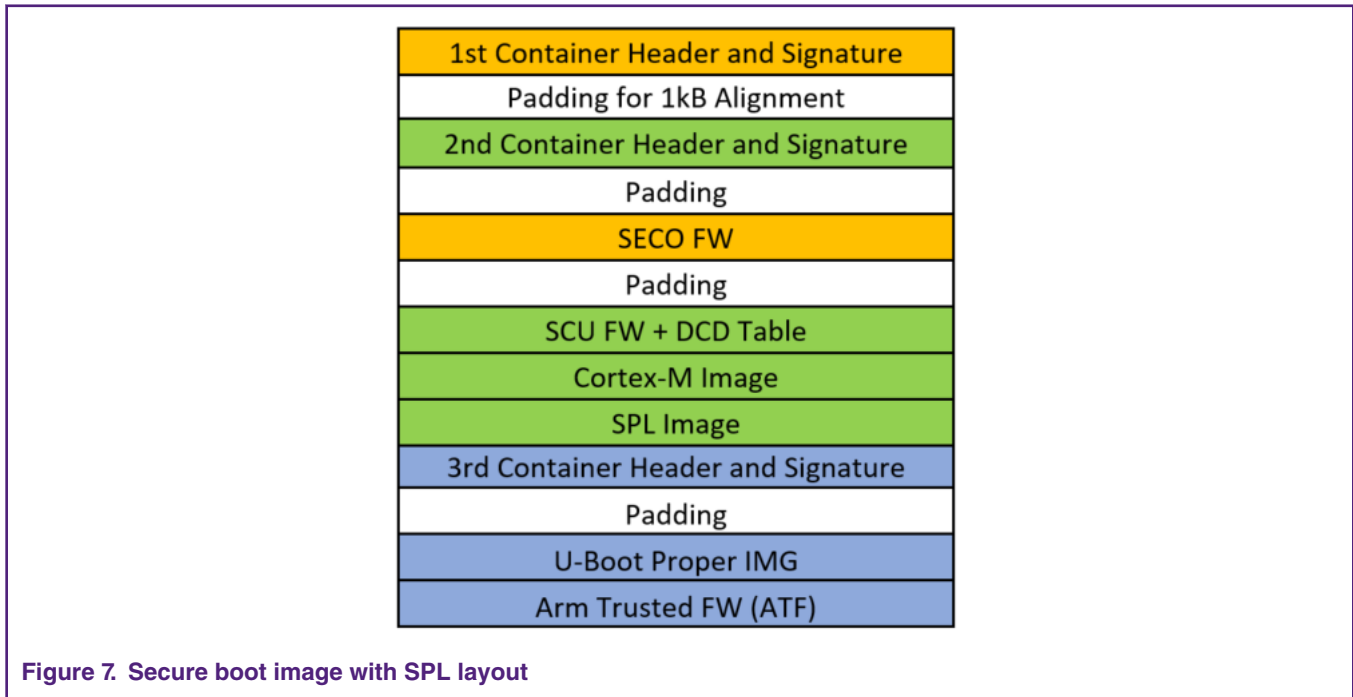 1st Container Header and Signature
Padding for 1kB Alignment
2nd Container Header and Signature
Padding
SECO FW
Padding
SCU FW + DCD Table
Cortex-M Image
SPL Image
3rd Container Header and Signature
Padding
U-Boot Proper IMG
Arm Trusted FW (ATF)
Figure 7. Secure boot image with SPL layout